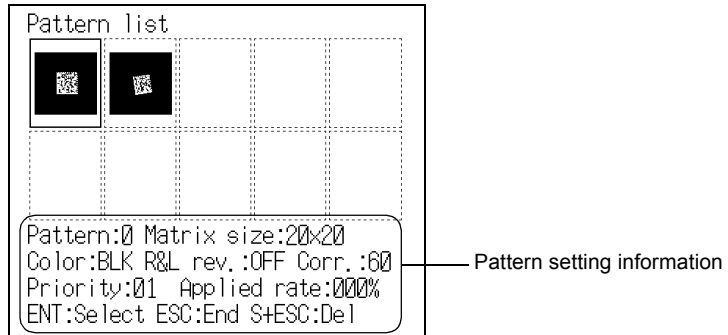 Pattern list
Pattern:0 Matrix size:20x20
Color:BLK R&L rev.:OFF Corr.:60
Pattern setting information
Priority:01 Applied rate:000%
ENT:Select ESC:End S+ESC:Del